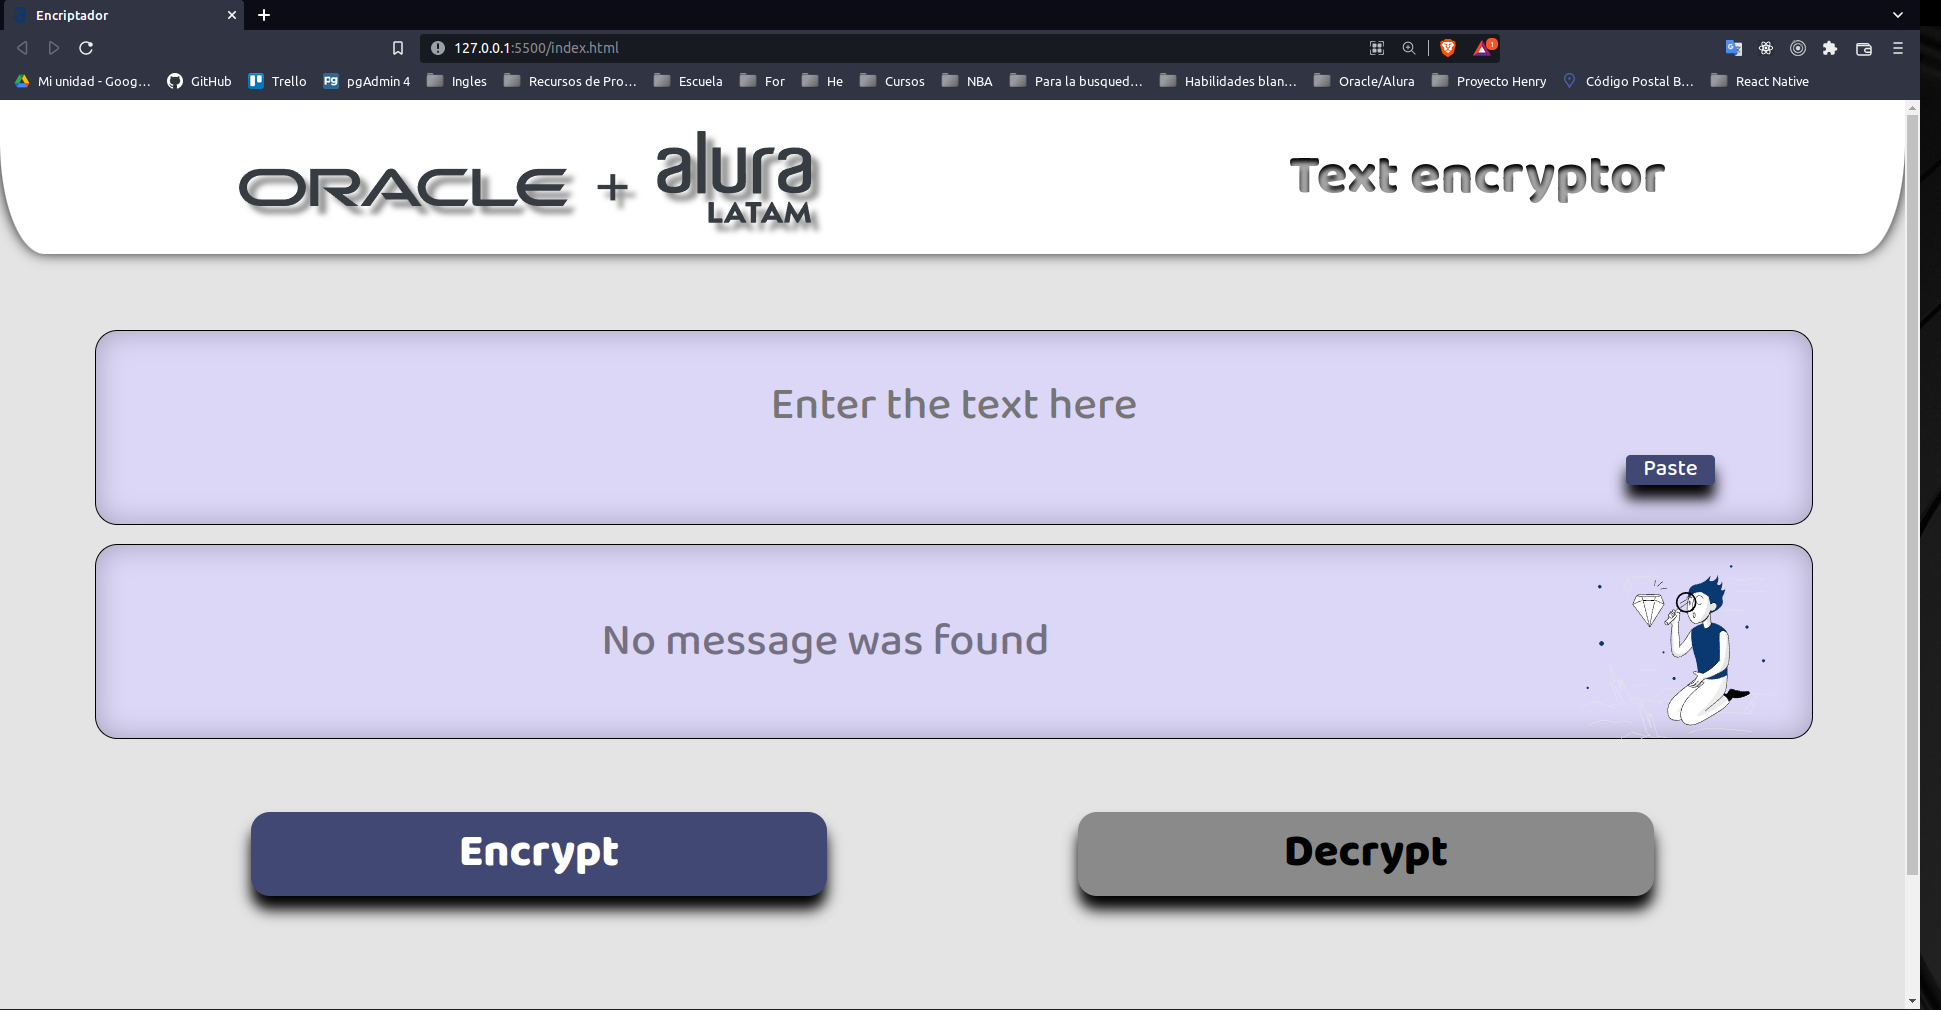 Encriptador
127.0.0.1:5500/index.html
1
Mi unidad - Goog...
GitHub
Trello
pgAdmin 4
Ingles
Recursos de Pro...
Escuela
For
He
Cursos
NBA
Para la busqued...
Habilidades blan...
Oracle/Alura
Proyecto Henry
Código Postal B...
React Native
ORACLE + alura
LATAM
Text encryptor
Enter the text here
Paste
No message was found
Encrypt
Decrypt